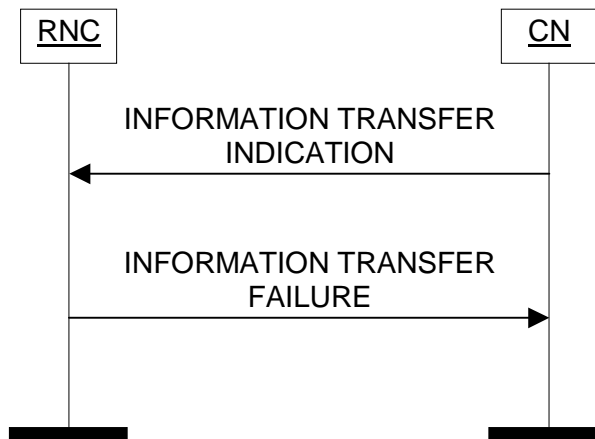 RNC
CN
INFORMATION TRANSFER
INDICATION
INFORMATION TRANSFER
FAILURE